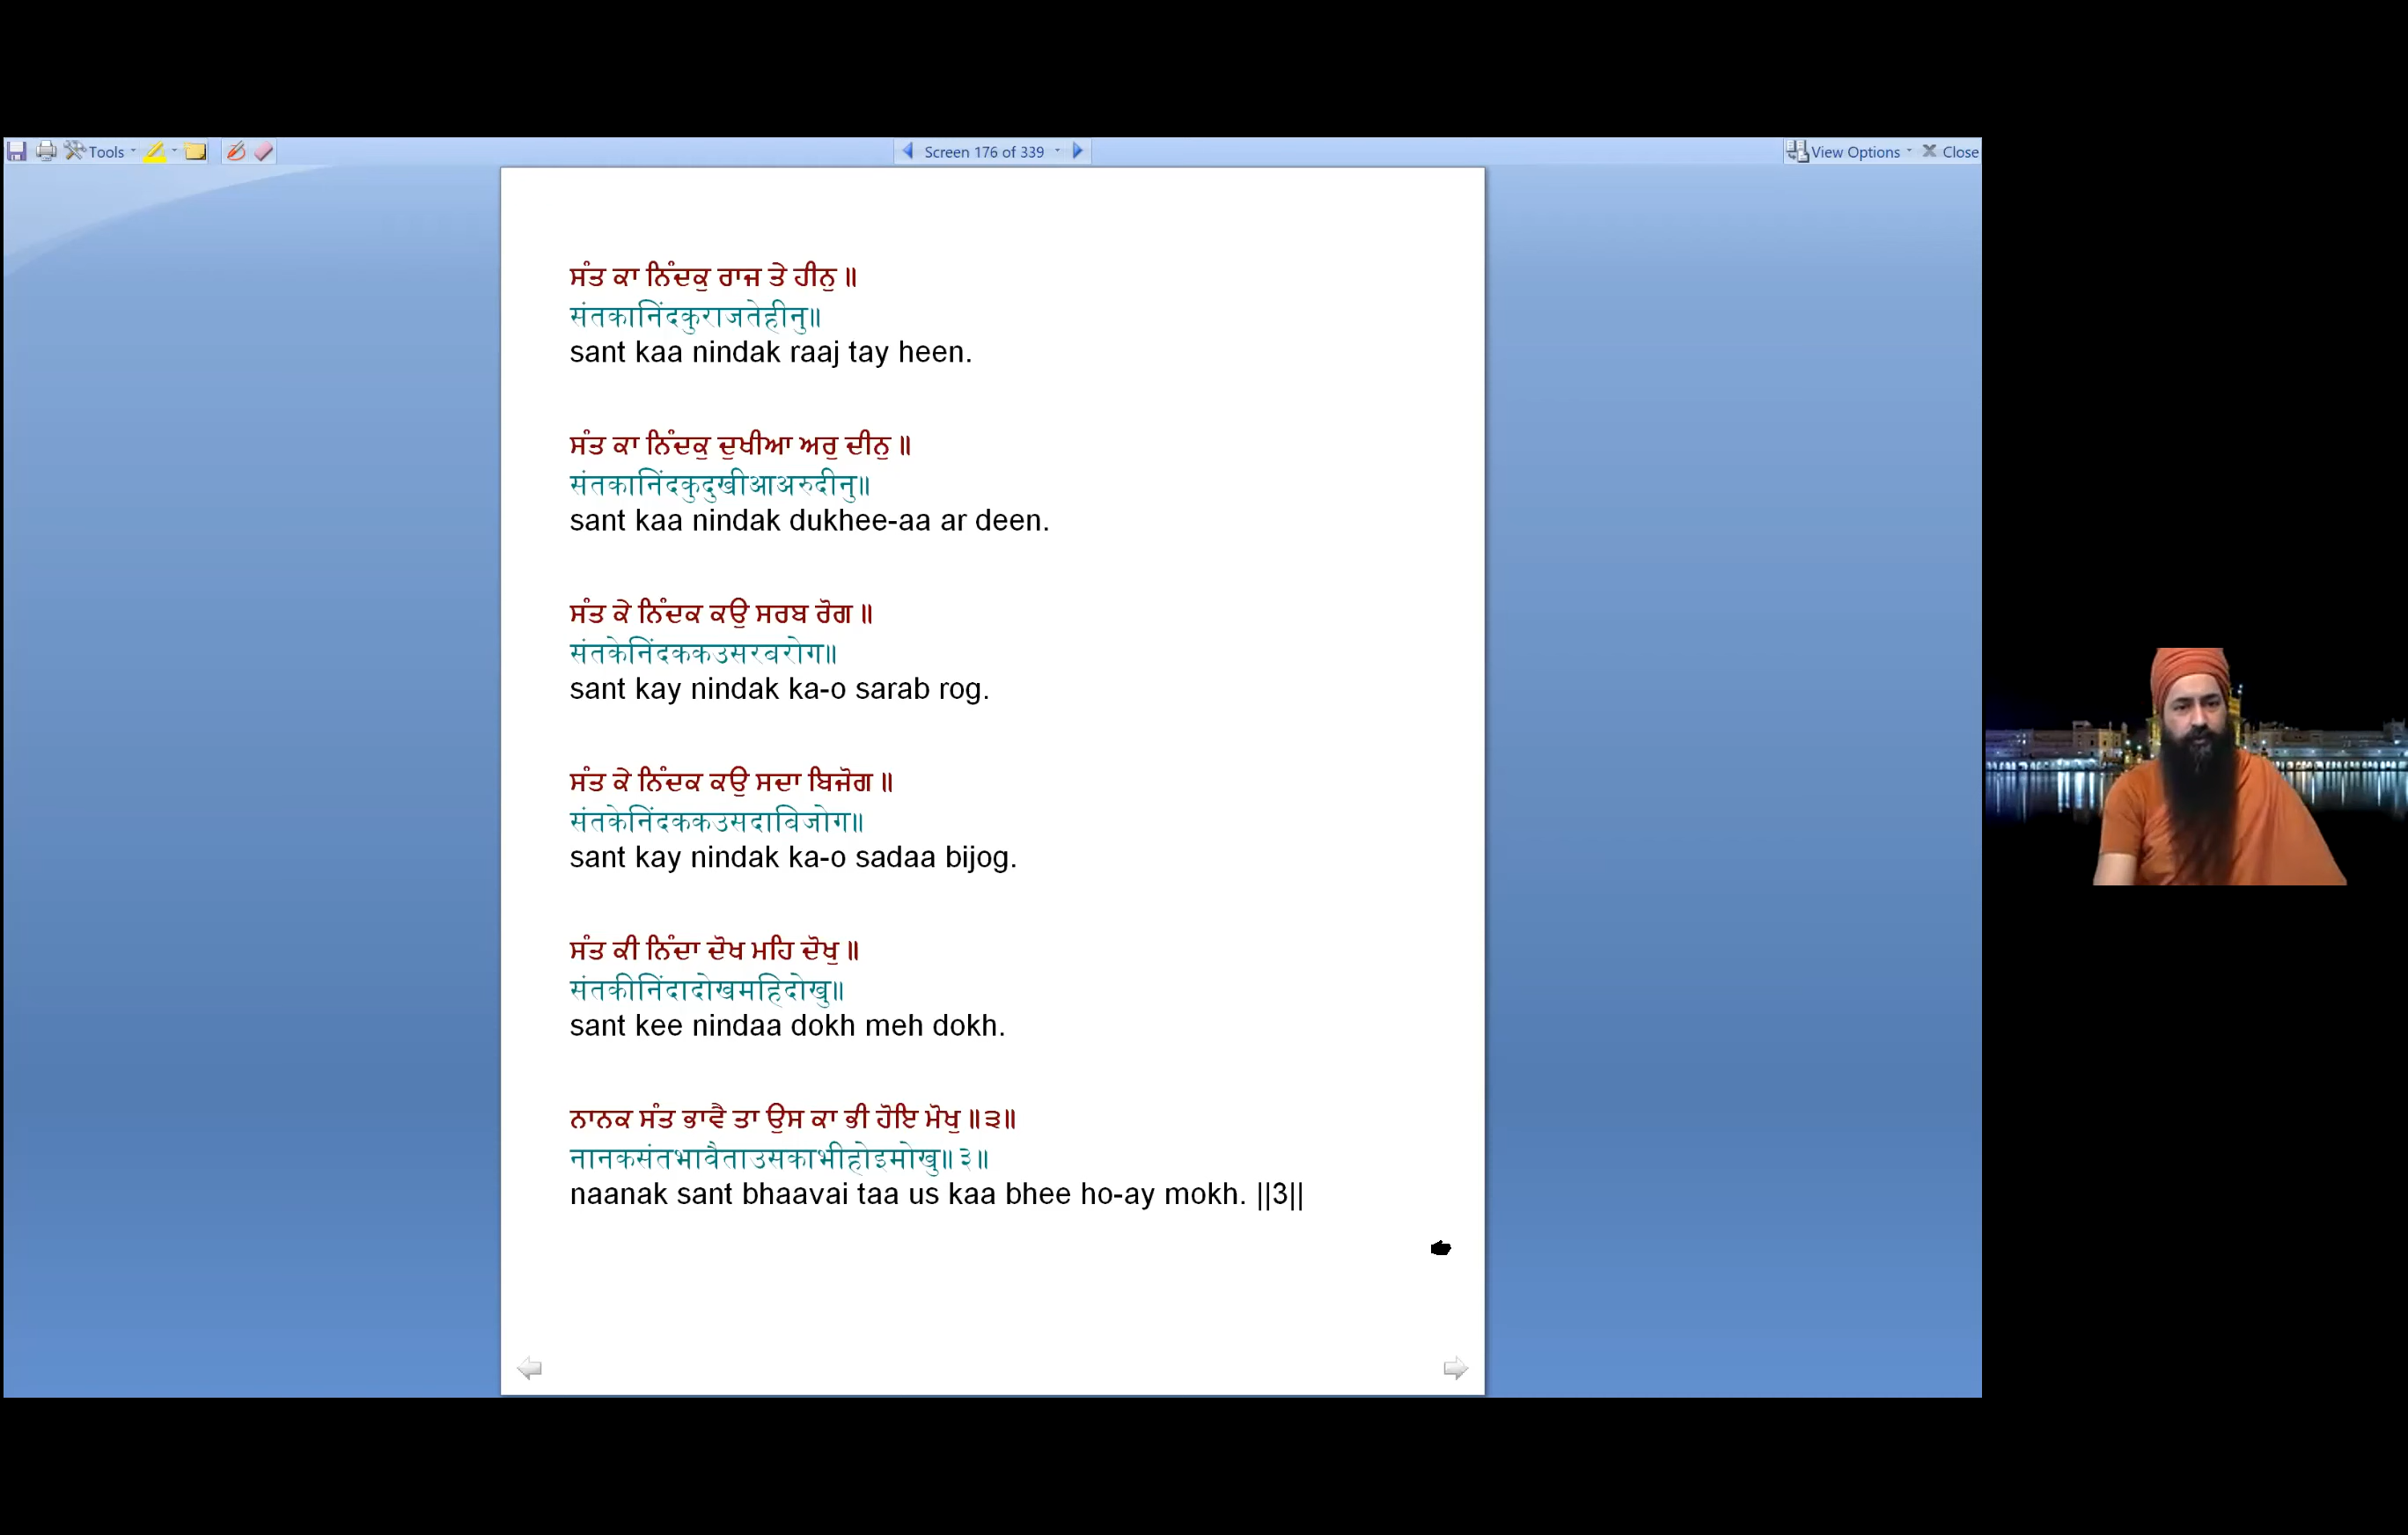 Tools
Screen 176 of 339
View Options
Close
ਸੰਤ ਕਾ ਨਿੰਦਕੁ ਰਾਜ ਤੇ ਹੀਨੁ ॥
संतकानिंदकुराजतेहीनु॥
sant kaa nindak raaj tay heen.
ਸੰਤ ਕਾ ਨਿੰਦਕੁ ਦੁਖੀਆ ਅਰੁ ਦੀਨੁ ॥
संतकानिंदकुदुखीआअरुदीनु॥
sant kaa nindak dukhee-aa ar deen.
ਸੰਤ ਕੇ ਨਿੰਦਕ ਕਉ ਸਰਬ ਰੋਗ ॥
संतकेनिंदककउसरबरोग॥
sant kay nindak ka-o sarab rog.
ਸੰਤ ਕੇ ਨਿੰਦਕ ਕਉ ਸਦਾ ਬਿਜੋਗ ॥
संतकेनिंदककउसदाबिजोग॥
sant kay nindak ka-o sadaa bijog.
ਸੰਤ ਕੀ ਨਿੰਦਾ ਦੋਖ ਮਹਿ ਦੋਖੁ ॥
संतकीनिंदादोखमहिदोखु॥
sant kee nindaa dokh meh dokh.
ਨਾਨਕ ਸੰਤ ਭਾਵੈ ਤਾ ਉਸ ਕਾ ਭੀ ਹੋਇ ਮੋਖੁ ॥੩॥
नानकसंतभावैताउसकाभीहोइमोखु॥३॥
naanak sant bhaavai taa us kaa bhee ho-ay mokh. ||3||